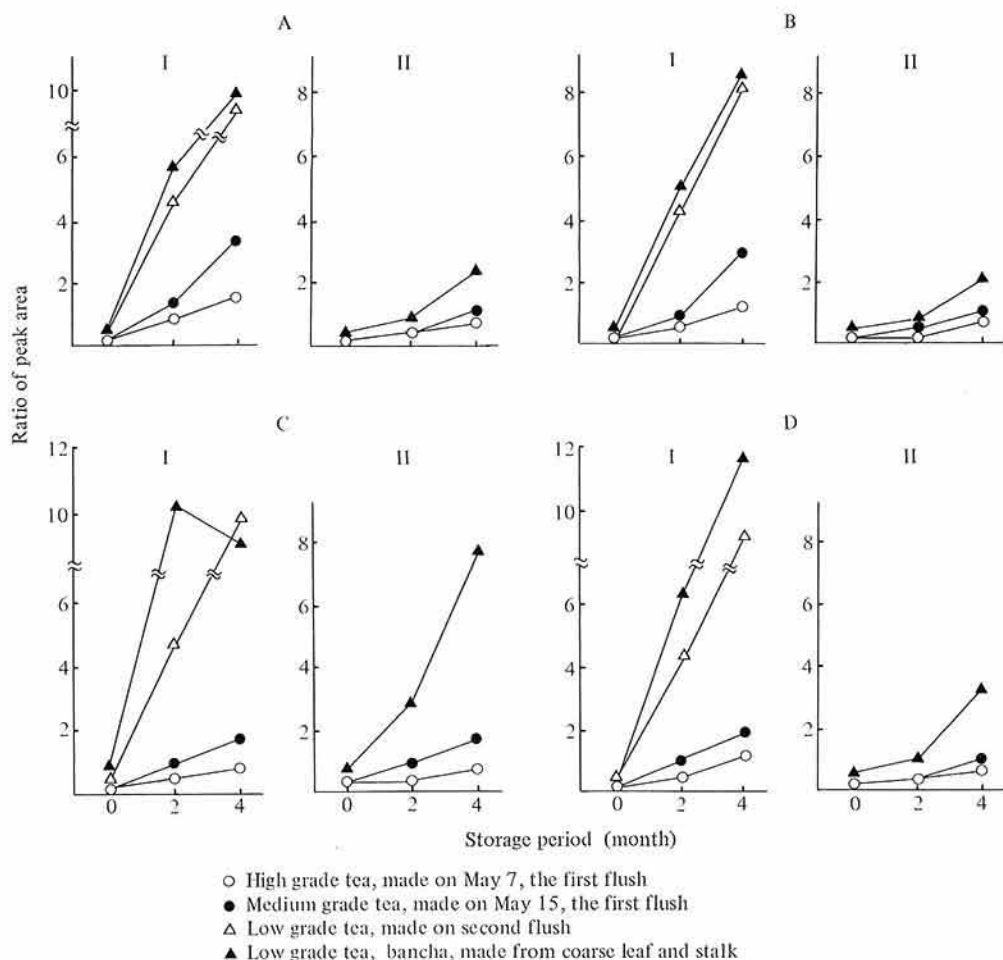 A
B
I
II
I
II
10
6
4
2
8
6
4
2
8
6
4
2
8
6
4
2
Ratio of peak area
C
D
I
II
I
II
12
10
6
4
2
8
6
4
2
12
10
6
4
2
8
6
4
2
0 2 4
0 2 4
0 2 4
0 2 4
Storage period (month)
○ High grade tea, made on May 7, the first flush
● Medium grade tea, made on May 15, the first flush
△ Low grade tea, made on second flush
▲ Low grade tea, bancha, made from coarse leaf and stalk